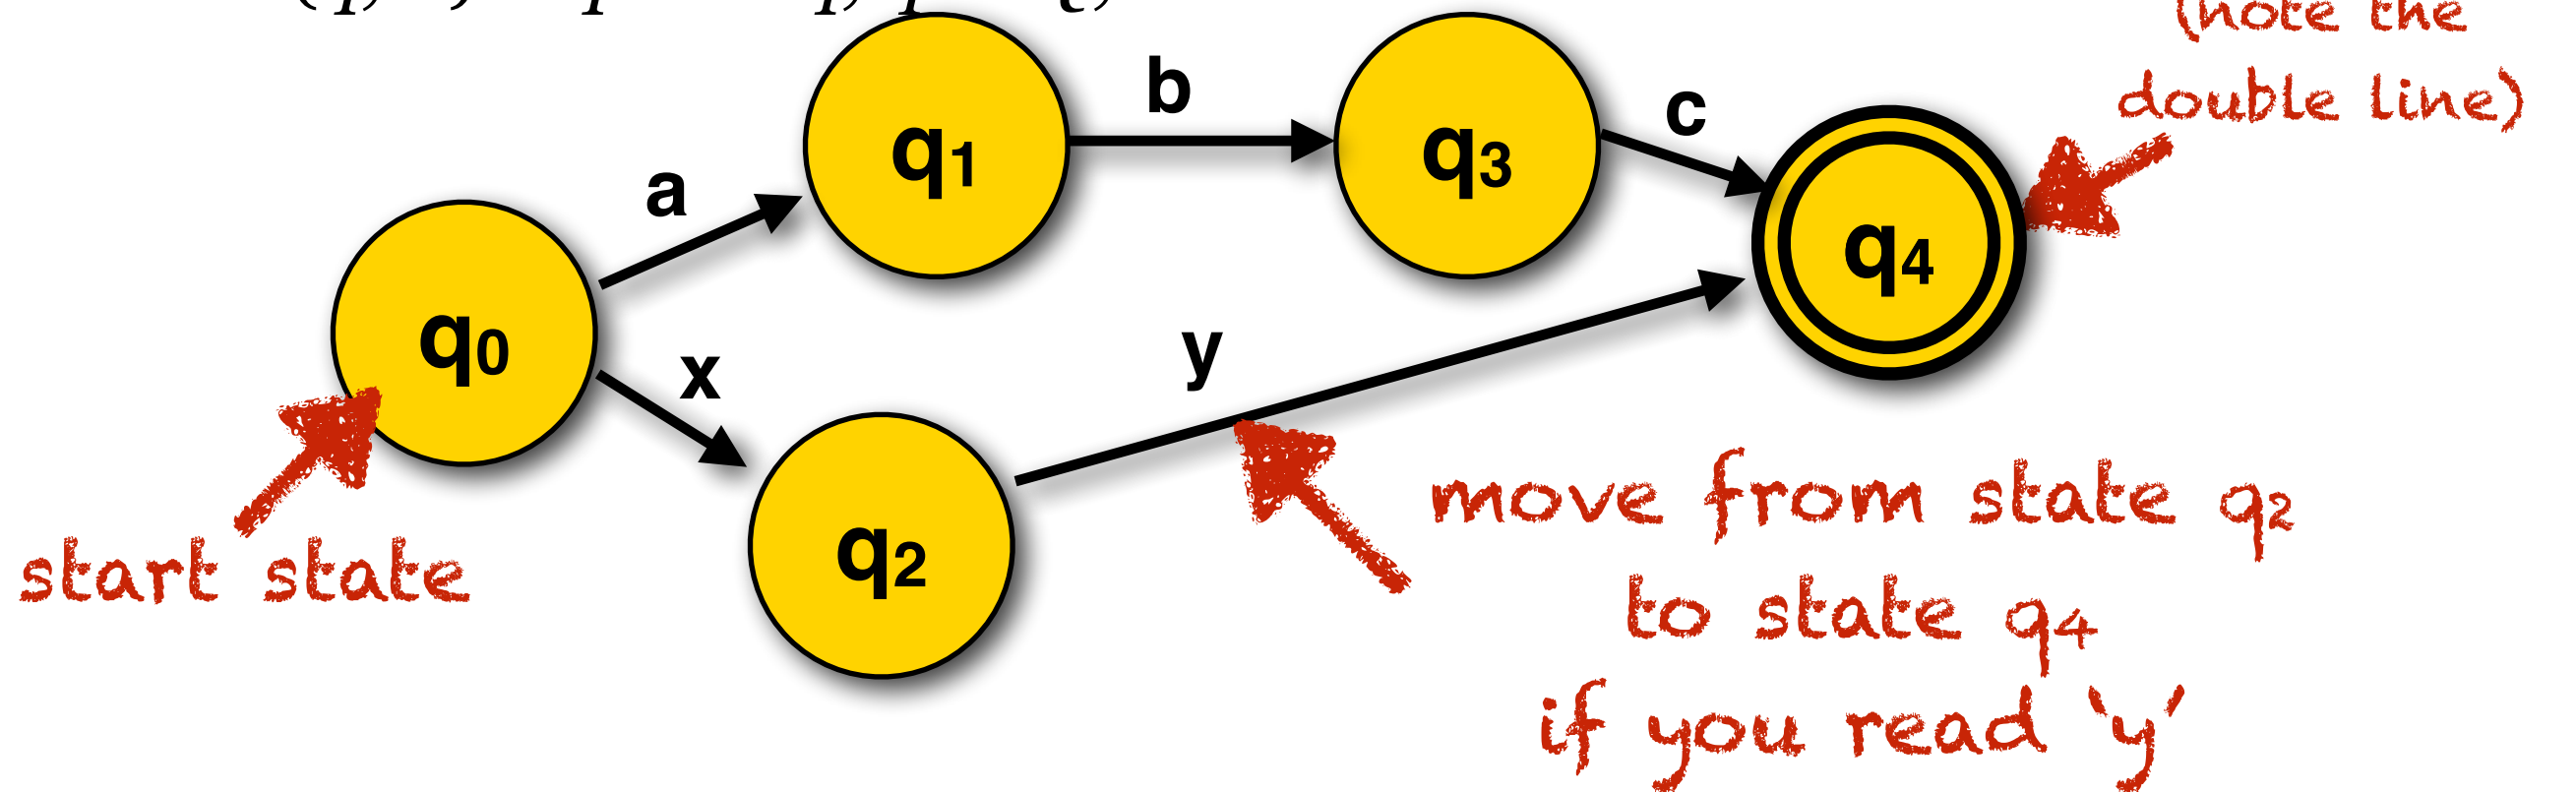 (note the
double line)
b
c
q1
q3
a
q4
q0
y
x
q2
move from state q2
start state
to state q4
if you read 'y'